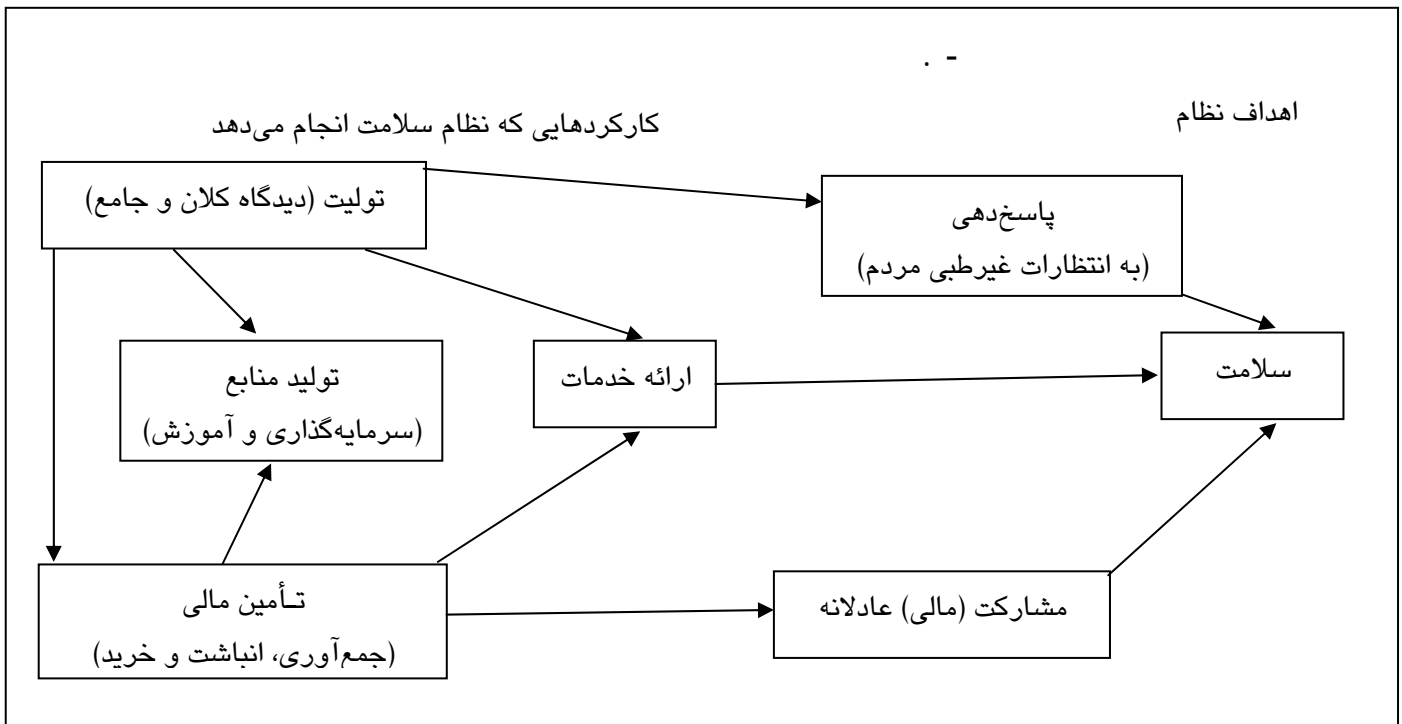 - .
اهداف نظام
کارکردهایی که نظام سلامت انجام می‌دهد
تولیت (دیدگاه کلان و جامع)
پاسخ‌دهی
(به انتظارات غیرطبی مردم)
تولید منابع
(سرمایه‌گذاری و آموزش)
ارائه خدمات
سلامت
تـأمین مالی
(جمع‌آوری، انباشت و خرید)
مشارکت (مالی) عادلانه